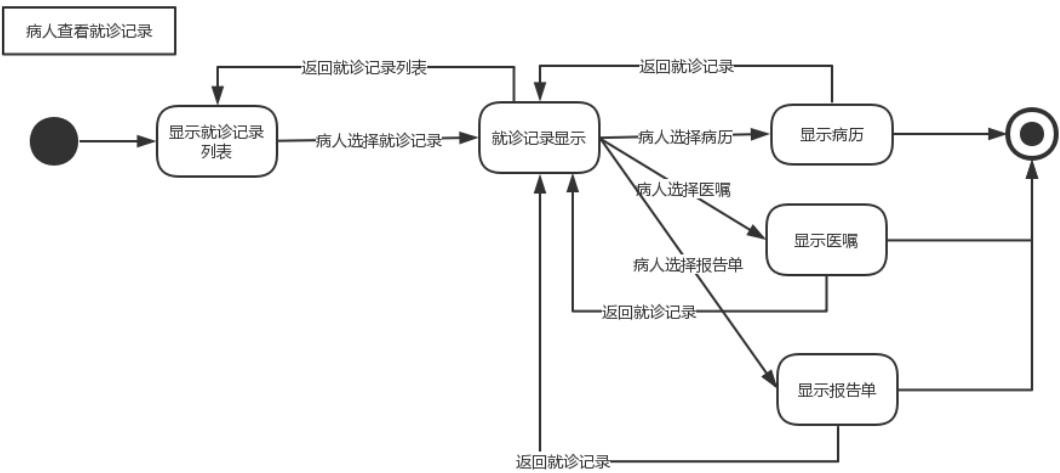 病人查看就诊记录
返回就诊记录列表
返回就诊记录
显示就诊记录
列表
病人选择就诊记录
就诊记录显示
病人选择病历
显示病历
病人选择医嘱
显示医嘱
病人选择报告单
返回就诊记录
显示报告单
返回就诊记录